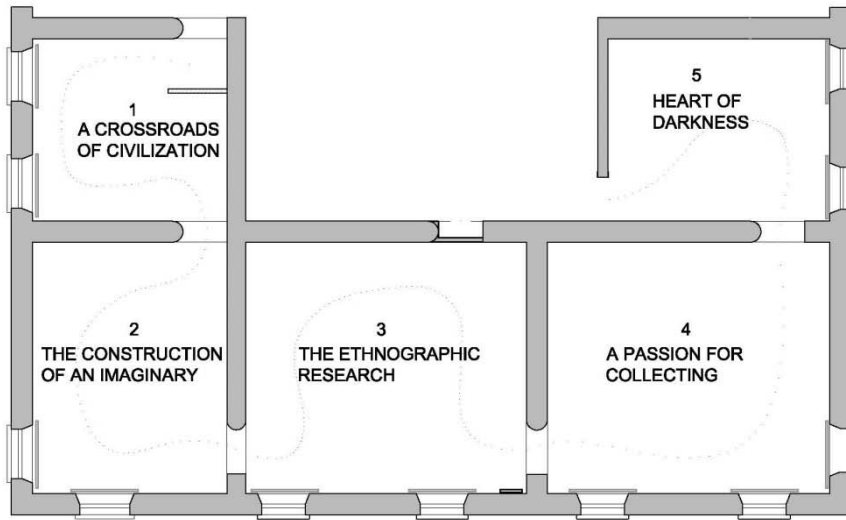 1
A CROSSROADS
OF CIVILIZATION
2
THE CONSTRUCTION
OF AN IMAGINARY
3
THE ETHNOGRAPHIC
RESEARCH
4
A PASSION FOR
COLLECTING
5
HEART OF
DARKNESS